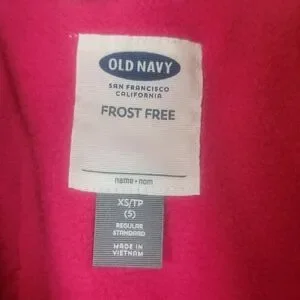 OLD NAVY
SAN FRANCISCO
CALIFORNIA
FROST FREE
name • nom
XS/TP
(5)
REGULAR
STANDARD
MADE IN
VIETNAM